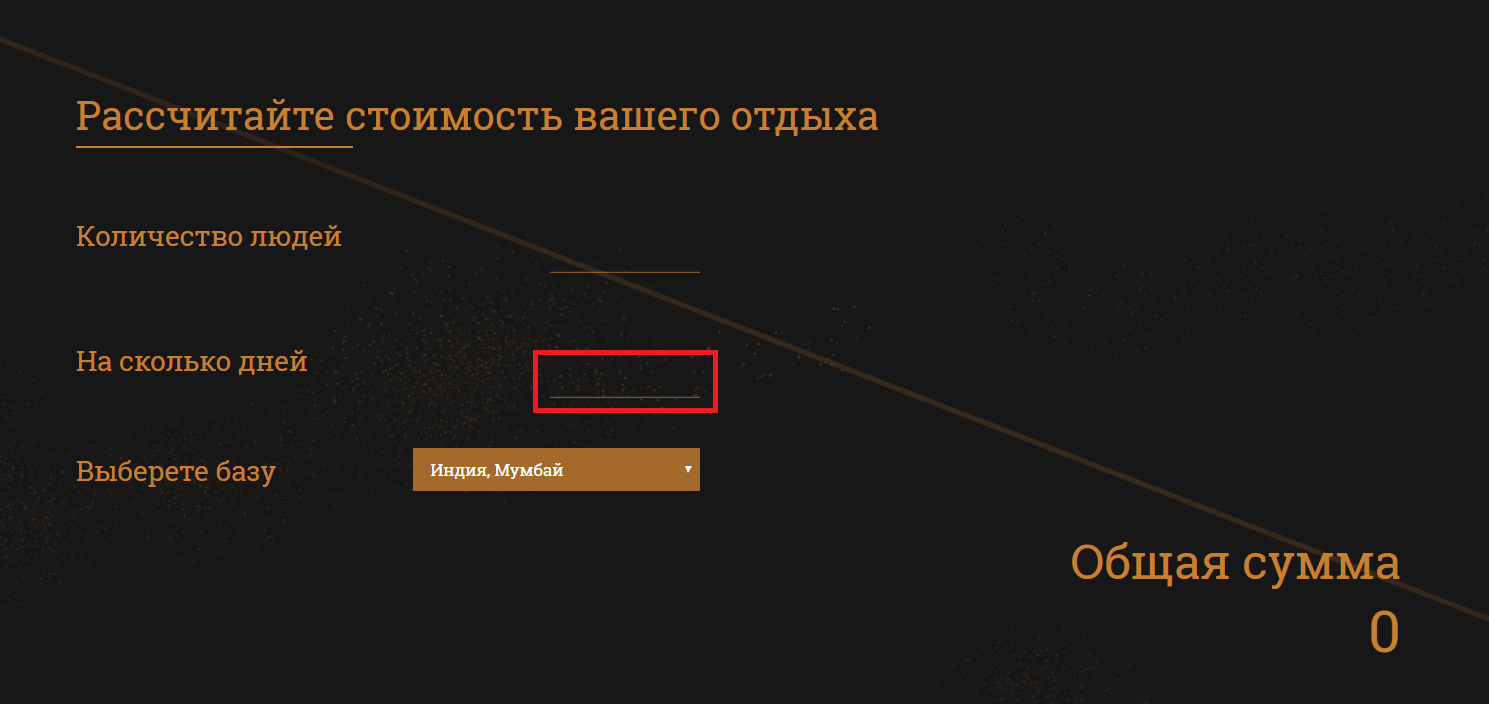 Рассчитайте стоимость вашего отдыха
Количество людей
На сколько дней
Выберете базу
Индия, Мумбай
Общая сумма
0